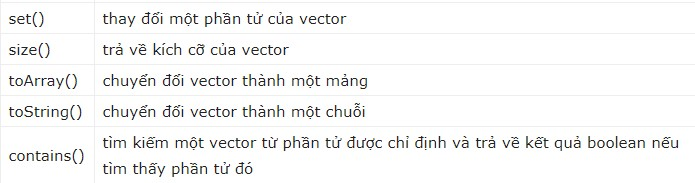 set() thay đổi một phần tử của vector
size() trả về kích cỡ của vector
toArray() chuyển đổi vector thành một mảng
toString() chuyển đổi vector thành một chuỗi
contains() tìm kiếm một vector từ phần tử được chỉ định và trả về kết quả boolean nếu
tìm thấy phần tử đó